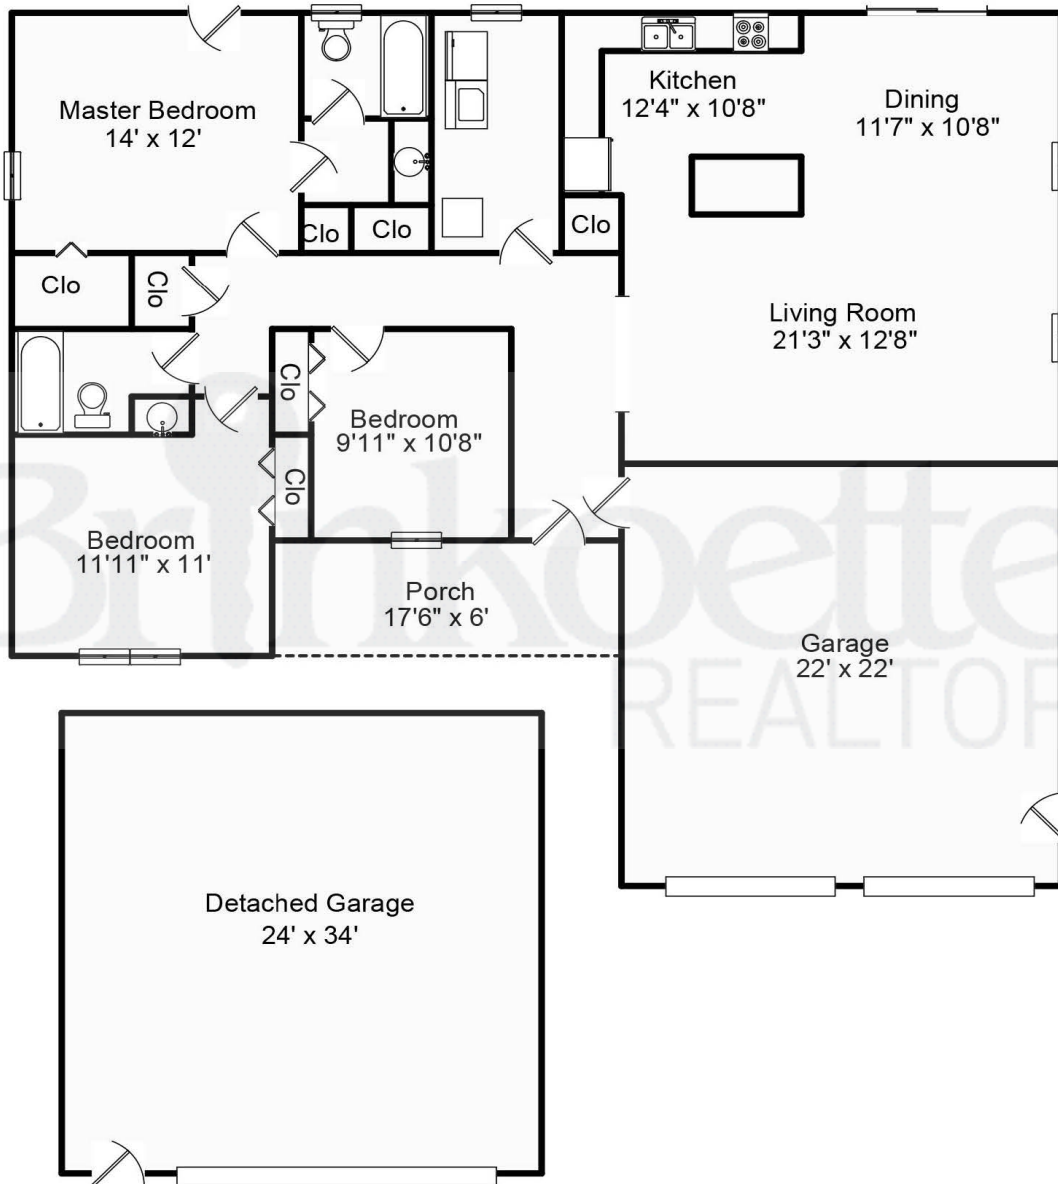 Master Bedroom
14' x 12'
Kitchen
12'4" x 10'8"
Dining
11'7" x 10'8"
Clo
Clo
Clo
Clo
Clo
Living Room
21'3" x 12'8"
Clo
Bedroom
9'11" x 10'8"
Clo
Bedroom
11'11" x 11'
Porch
17'6" x 6'
Garage
22' x 22'
Detached Garage
24' x 34'
Brinkoette
REALTOR